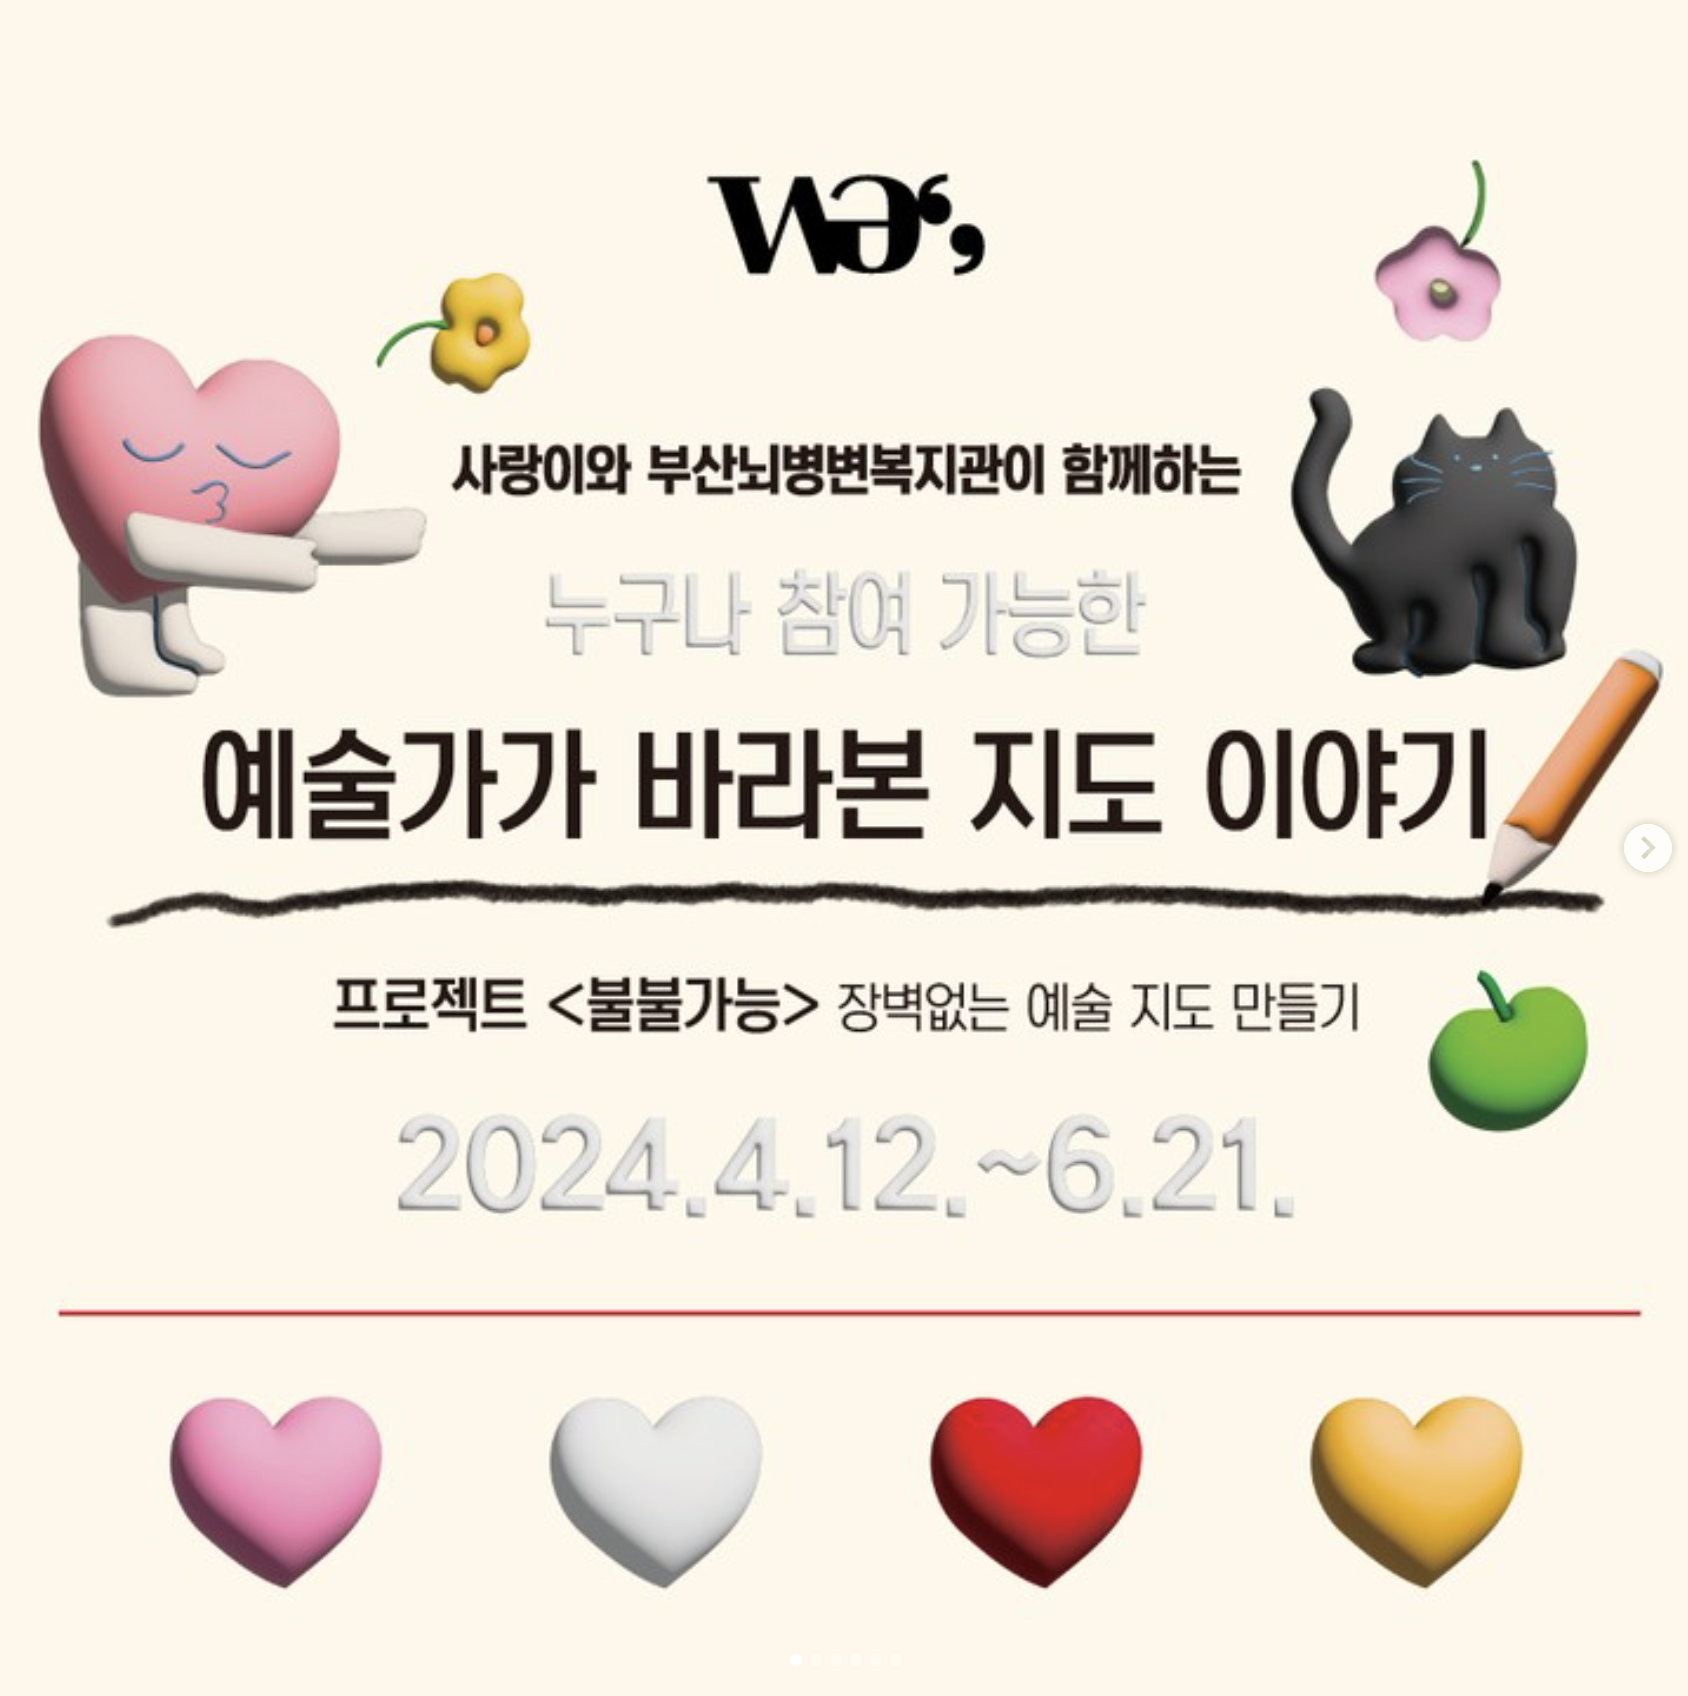 wə‘,
사랑이와 부산뇌병변복지관이 함께하는
누구나 참여 가능한
예술가가 바라본 지도 이야기
프로젝트 <불불가능> 장벽없는 예술 지도 만들기
2024.4.12.~6.21.